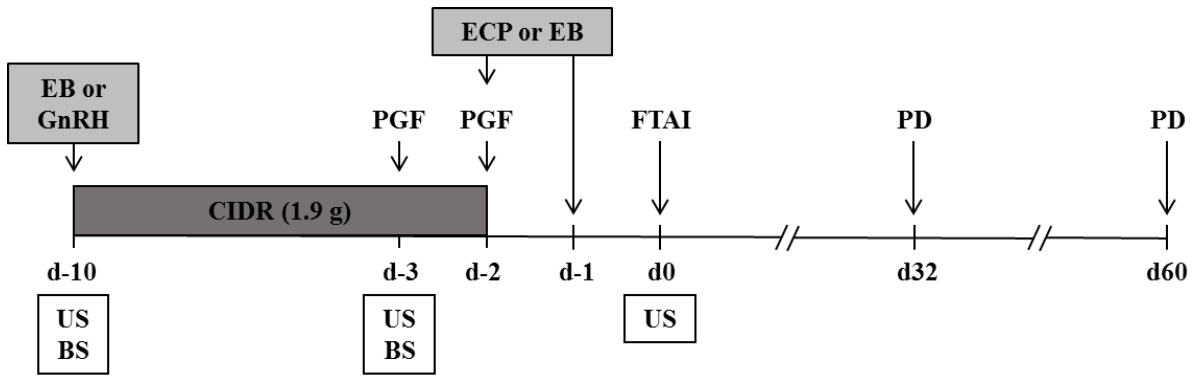 ECP or EB
EB or
GnRH
PGF
PGF
FTAI
PD
PD
CIDR (1.9 g)
d-10
d-3
d-2
d-1
d0
d32
d60
US
BS
US
BS
US